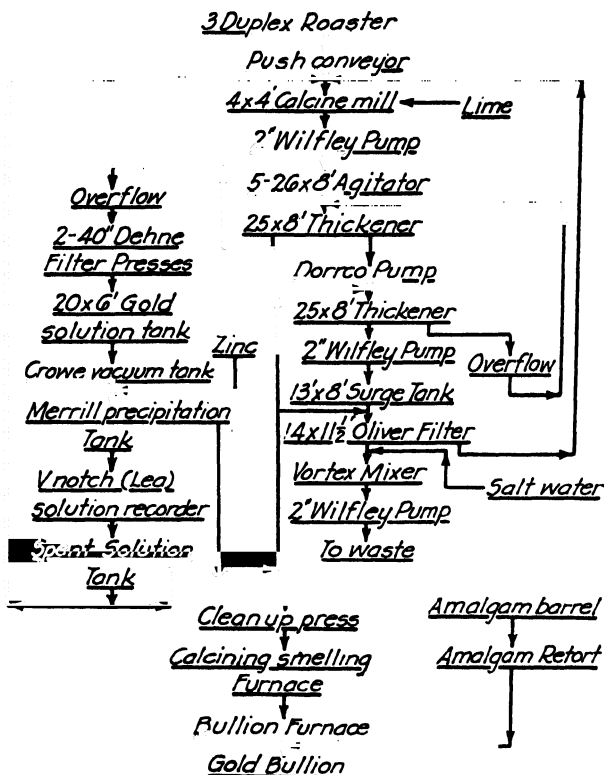 3 Duplex Roaster
Push conveyor
4x4' Calcine mill
Lime
2" Wilfley Pump
5-26x8' Agitator
25x8' Thickener
Dorrco Pump
25x8' Thickener
2" Wilfley Pump
Overflow
13'x8' Surge Tank
14x11½' Oliver Filter
Vortex Mixer
Salt water
2" Wilfley Pump
To waste
Overflow
2-40" Dehne
Filter Presses
20x6' Gold
solution tank
Zinc
Crowe vacuum tank
Merrill precipitation
Tank
V notch (Lea)
solution recorder
Spent Solution
Tank
Clean up press
Calcining smelling
Furnace
Bullion Furnace
Gold Bullion
Amalgam barrel
Amalgam Retort